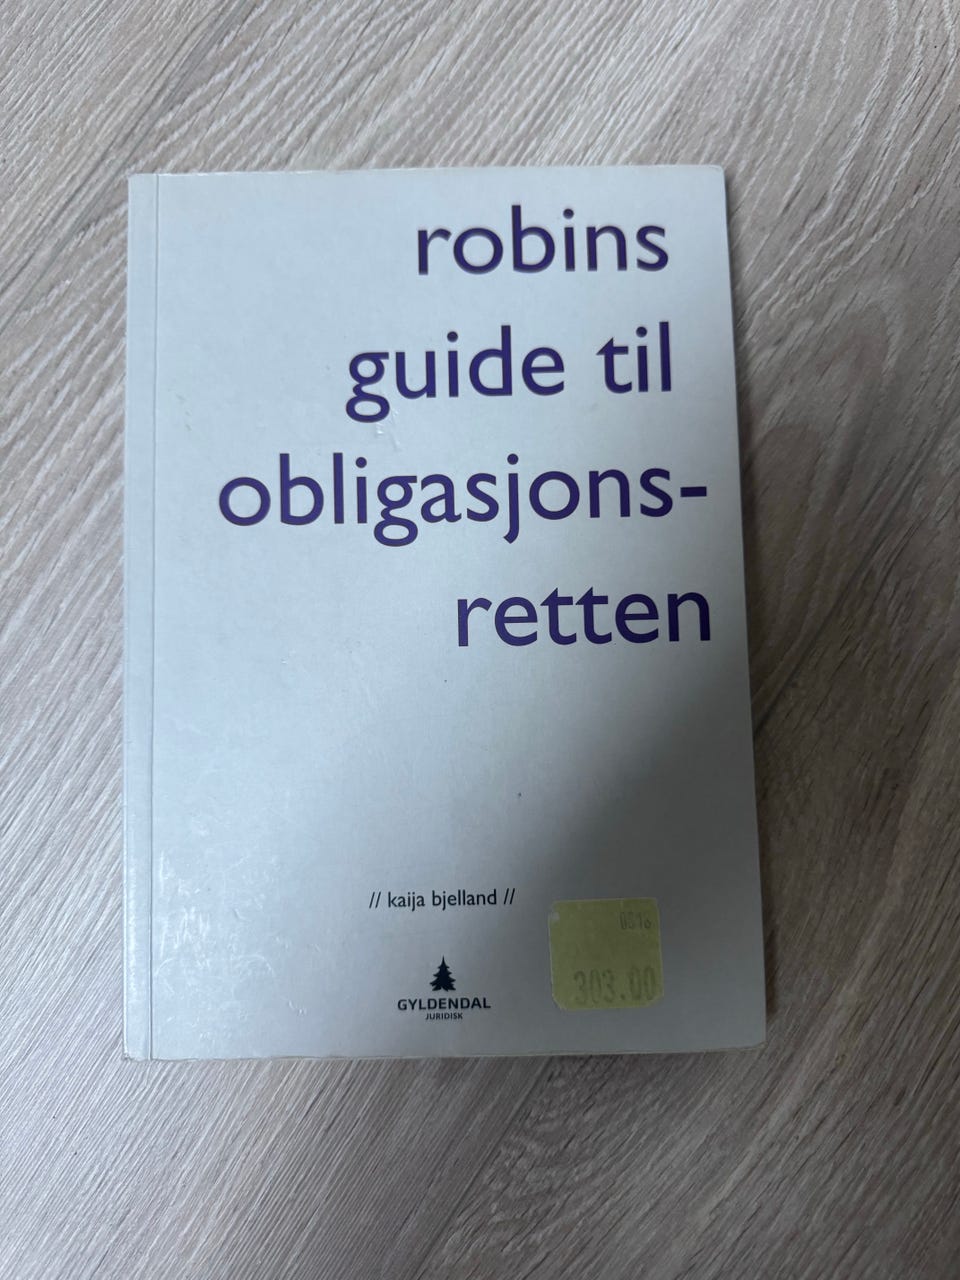 robins
guide til
obligasjons-
retten
// kaija bjelland //
GYLDENDAL
JURIDISK
303.00